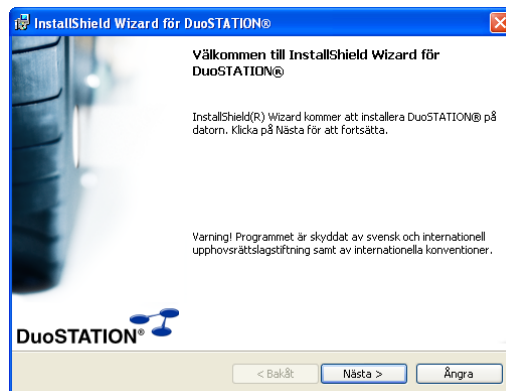 InstallShield Wizard för DuoSTATION®
Välkommen till InstallShield Wizard för
DuoSTATION®
InstallShield(R) Wizard kommer att installera DuoSTATION® på
datorn. Klicka på Nästa för att fortsätta.
Varning! Programmet är skyddat av svensk och internationell
upphovsrättslagstiftning samt av internationella konventioner.
DuoSTATION®
< Bakåt
Nästa >
Ångra